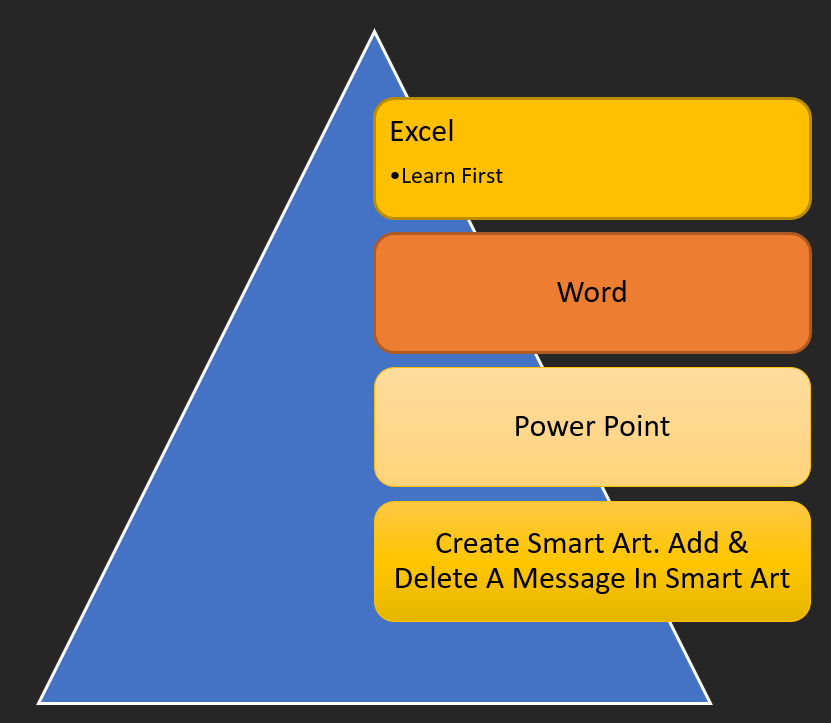 Excel
•Learn First
Word
Power Point
Create Smart Art. Add &
Delete A Message In Smart Art